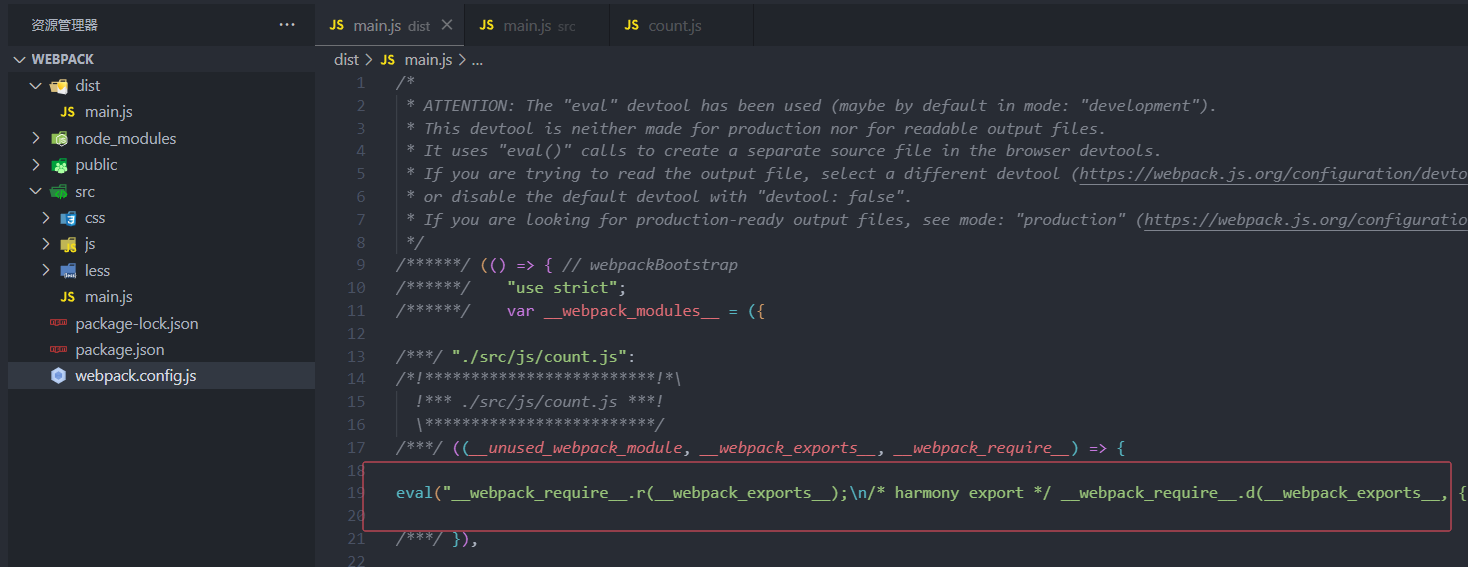 资源管理器 ···
WEBPACK
dist
JS main.js
node_modules
public
src
css
js
less
JS main.js
package-lock.json
package.json
webpack.config.js
JS main.js dist × JS main.js src JS count.js
dist > JS main.js > ...
1 /*
2  * ATTENTION: The "eval" devtool has been used (maybe by default in mode: "development").
3  * This devtool is neither made for production nor for readable output files.
4  * It uses "eval()" calls to create a separate source file in the browser devtools.
5  * If you are trying to read the output file, select a different devtool (https://webpack.js.org/configuration/devto
6  * or disable the default devtool with "devtool: false".
7  * If you are looking for production-ready output files, see mode: "production" (https://webpack.js.org/configuratio
8  */
9 /******/ (() => { // webpackBootstrap
10 /******/ "use strict";
11 /******/ var __webpack_modules__ = ({
12
13 /***/ "./src/js/count.js":
14 /*!*************************!*\
15   !*** ./src/js/count.js ***!
16   \*************************/
17 /***/ ((__unused_webpack_module, __webpack_exports__, __webpack_require__) => {
18
19 eval("__webpack_require__.r(__webpack_exports__);\n/* harmony export */ __webpack_require__.d(__webpack_exports__, {
20
21 /***/ }),
22